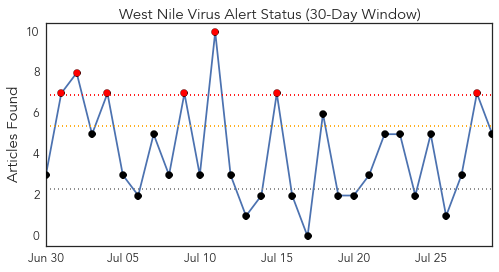 West Nile Virus Alert Status (30-Day Window)
Articles Found
10
8
6
4
2
0
Jun 30
Jul 05
Jul 10
Jul 15
Jul 20
Jul 25